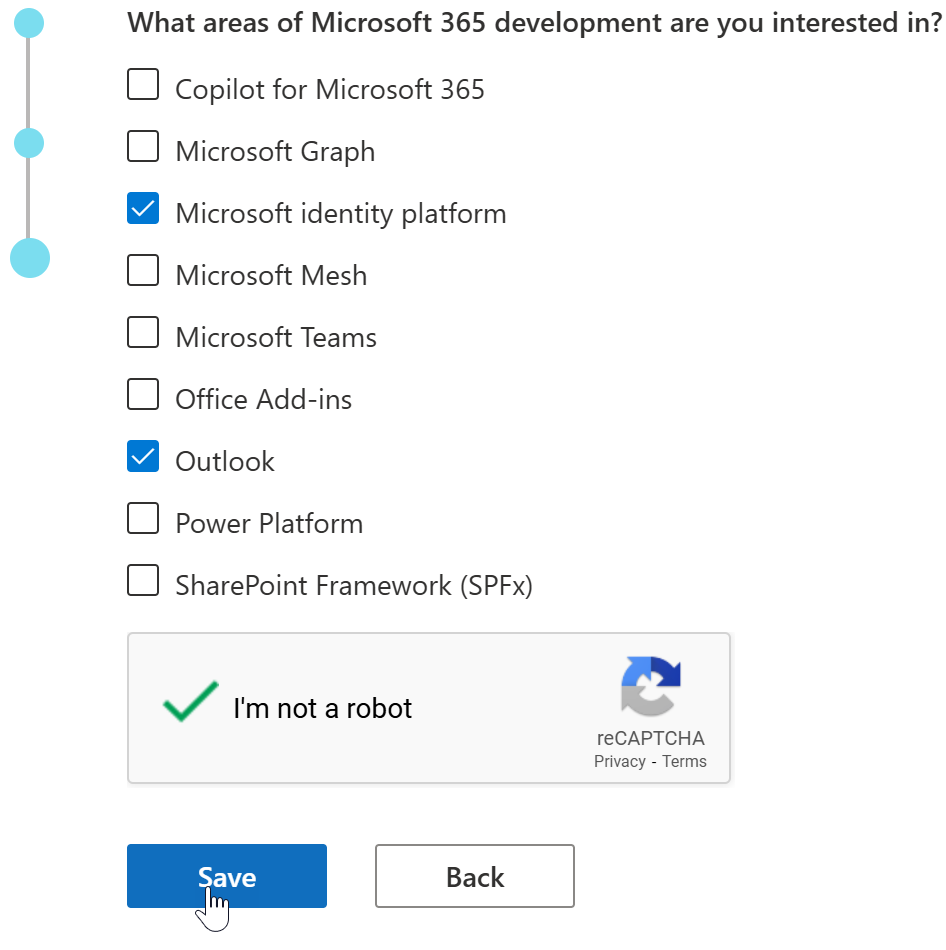 What areas of Microsoft 365 development are you interested in?
Copilot for Microsoft 365
Microsoft Graph
Microsoft identity platform
Microsoft Mesh
Microsoft Teams
Office Add-ins
Outlook
Power Platform
SharePoint Framework (SPFx)
I'm not a robot
reCAPTCHA
Privacy - Terms
Save Back